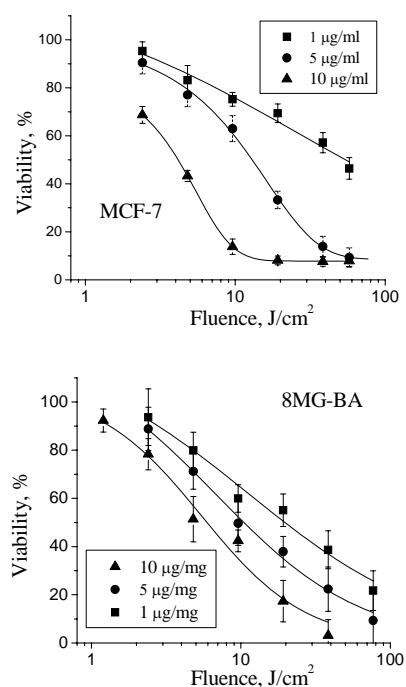 100
80
60
40
20
0
Viability, %
1 μg/ml
5 μg/ml
10 μg/ml
MCF-7
1 10 100
Fluence, J/cm²
8MG-BA
100
80
60
40
20
0
Viability, %
10 μg/mg
5 μg/mg
1 μg/mg
1 10 100
Fluence, J/cm²